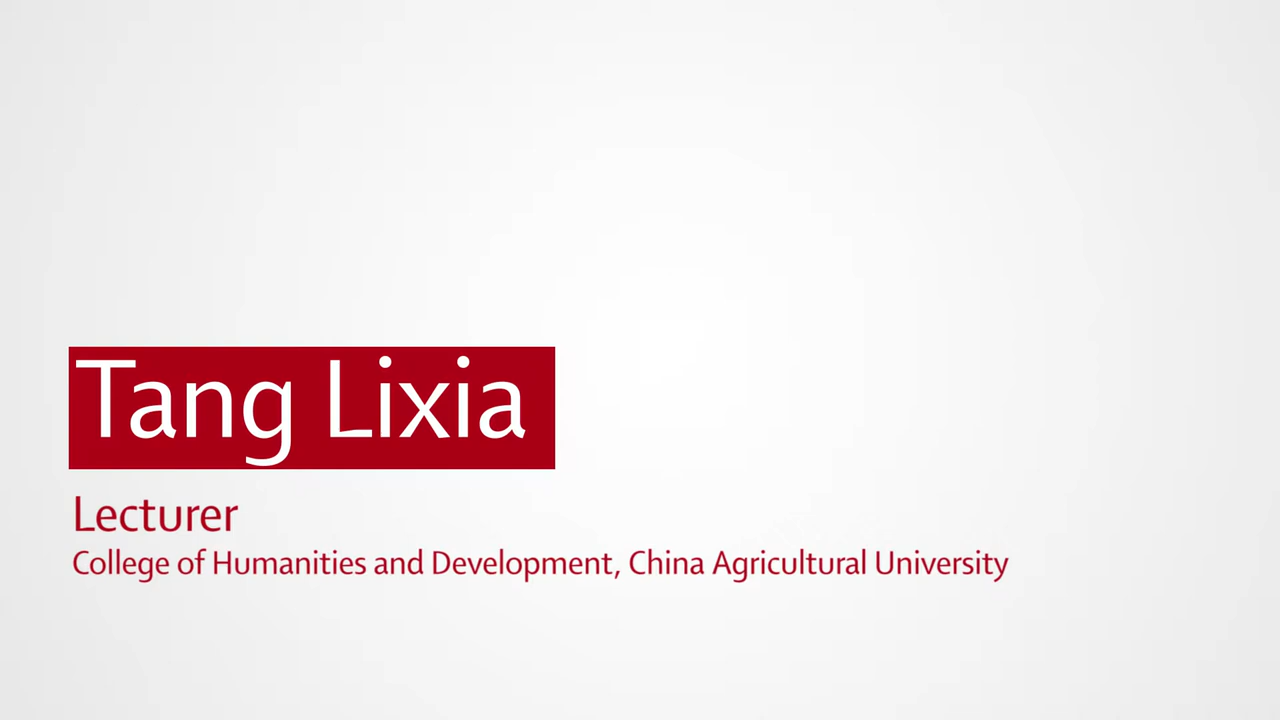 Tang Lixia
Lecturer
College of Humanities and Development, China Agricultural University